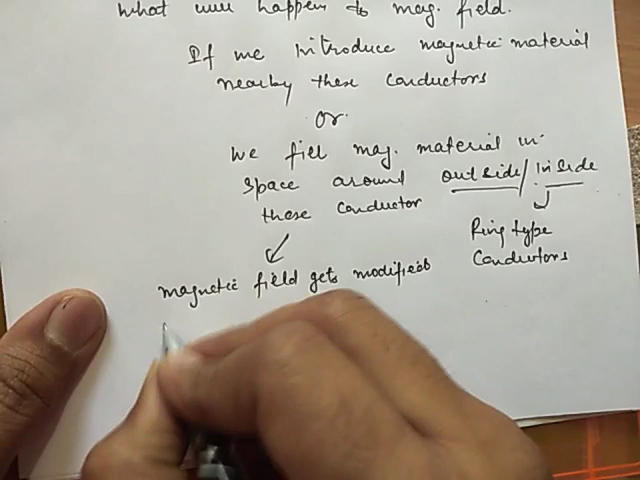 What will happen to mag. field.
If we introduce magnetic material
nearby these conductors
or
we fill mag. material in
space around outside/inside
these conductor
Ring type
Conductors
magnetic field gets modified